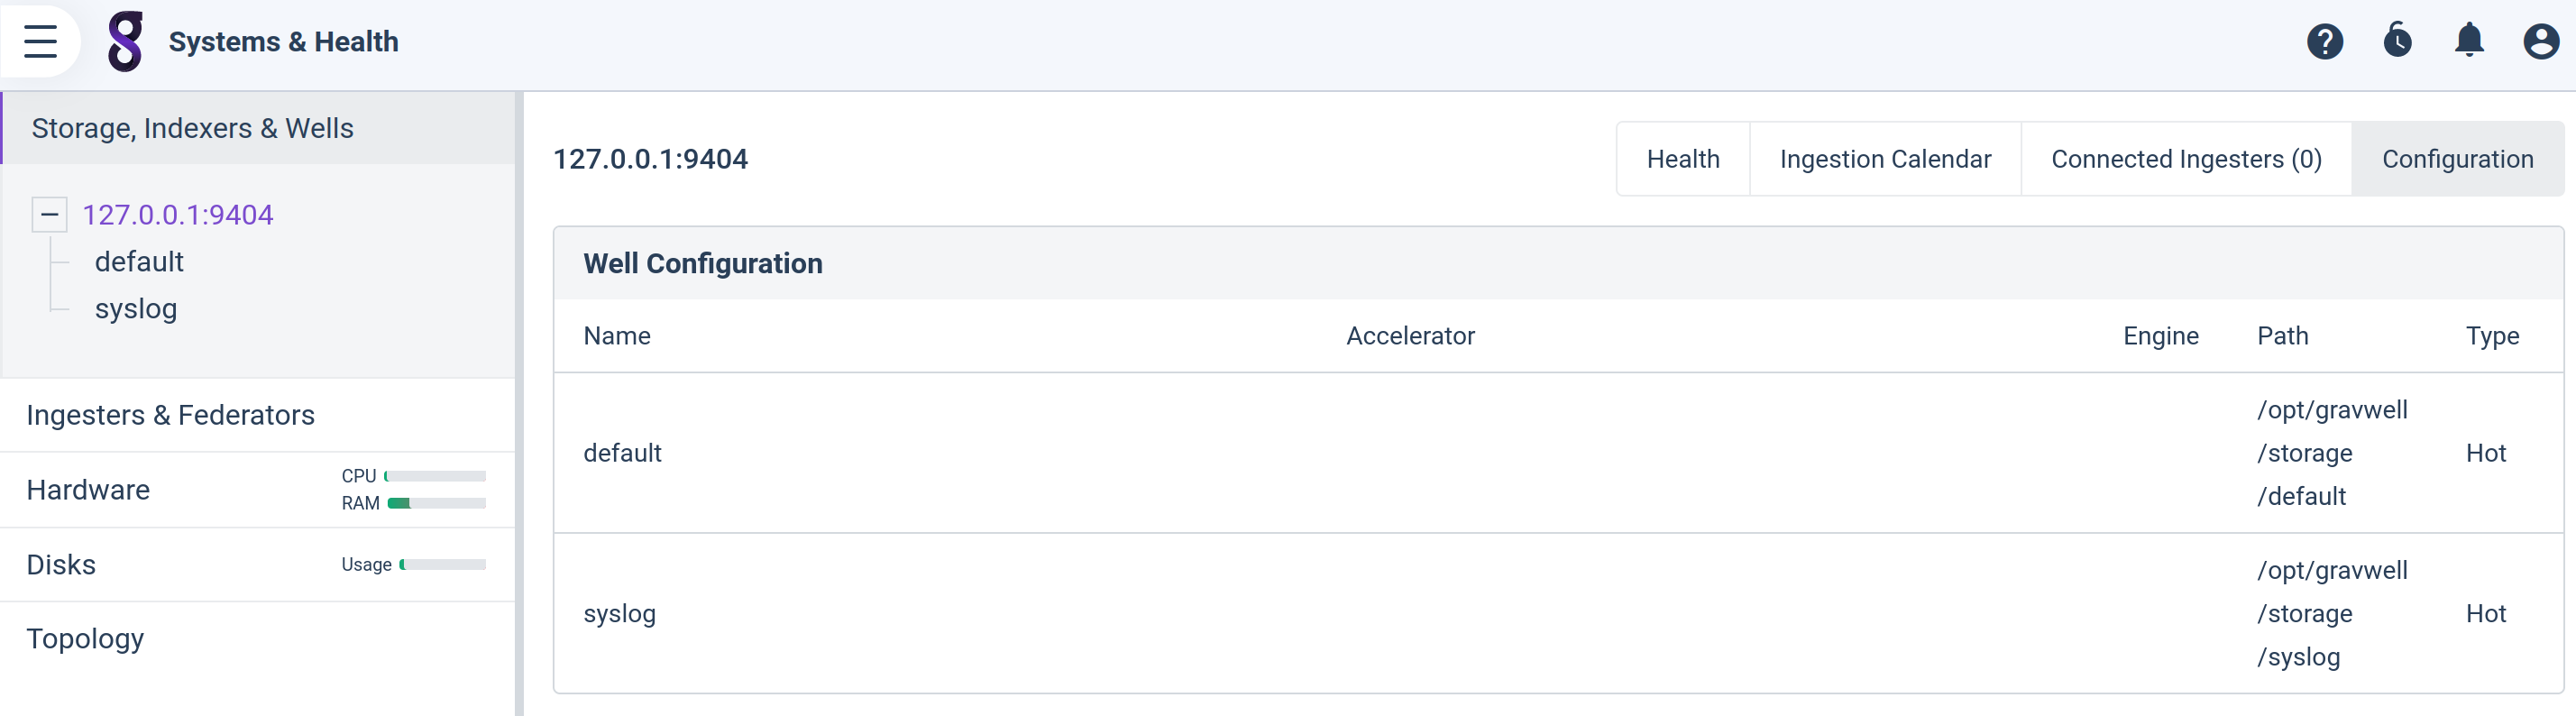 Systems & Health
Storage, Indexers & Wells
127.0.0.1:9404
default
syslog
Ingesters & Federators
Hardware
CPU
RAM
Disks
Usage
Topology
127.0.0.1:9404
Health
Ingestion Calendar
Connected Ingesters (0)
Configuration
Well Configuration
Name Accelerator Engine Path Type
default /opt/gravwell
/storage
/default Hot
syslog /opt/gravwell
/storage
/syslog Hot